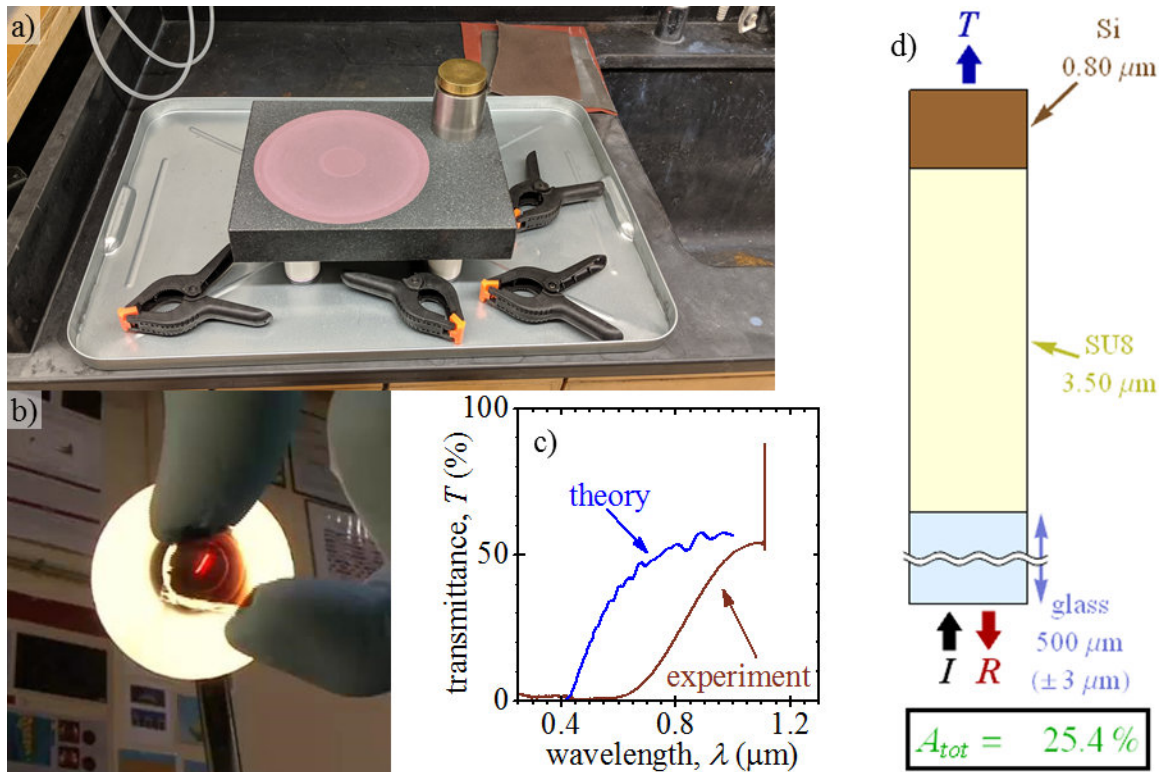 a)
b)
c)
100
50
0
0.4
0.8
1.2
transmittance, T (%)
wavelength, λ (µm)
theory
experiment
d)
T
Si
0.80 µm
SU8
3.50 µm
glass
500 µm
(± 3 µm)
I
R
A_tot = 25.4 %